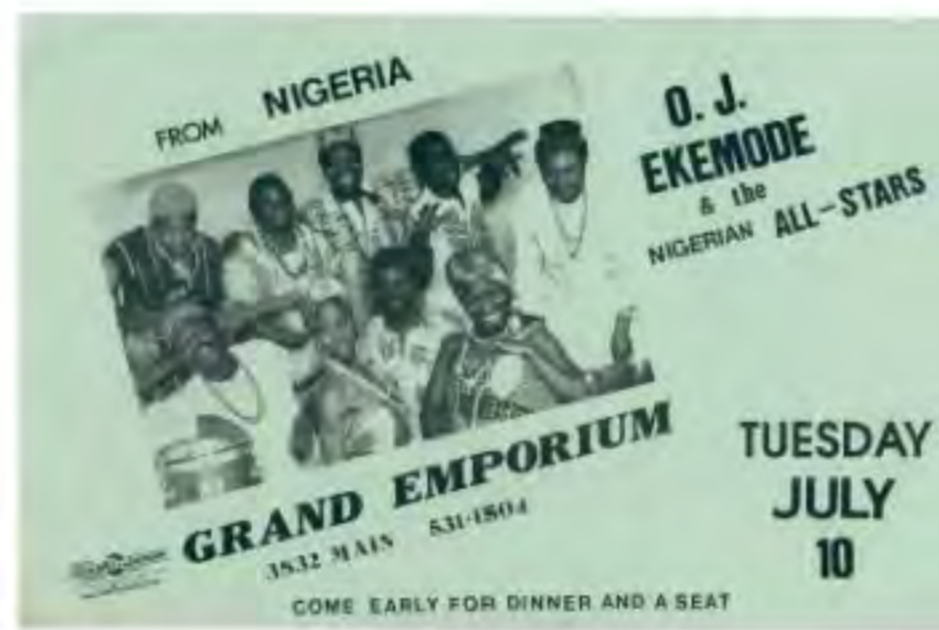 FROM NIGERIA
O. J.
EKEMODE
& the
NIGERIAN ALL-STARS
GRAND EMPORIUM
3832 MAIN 531-1804
TUESDAY
JULY
10
COME EARLY FOR DINNER AND A SEAT